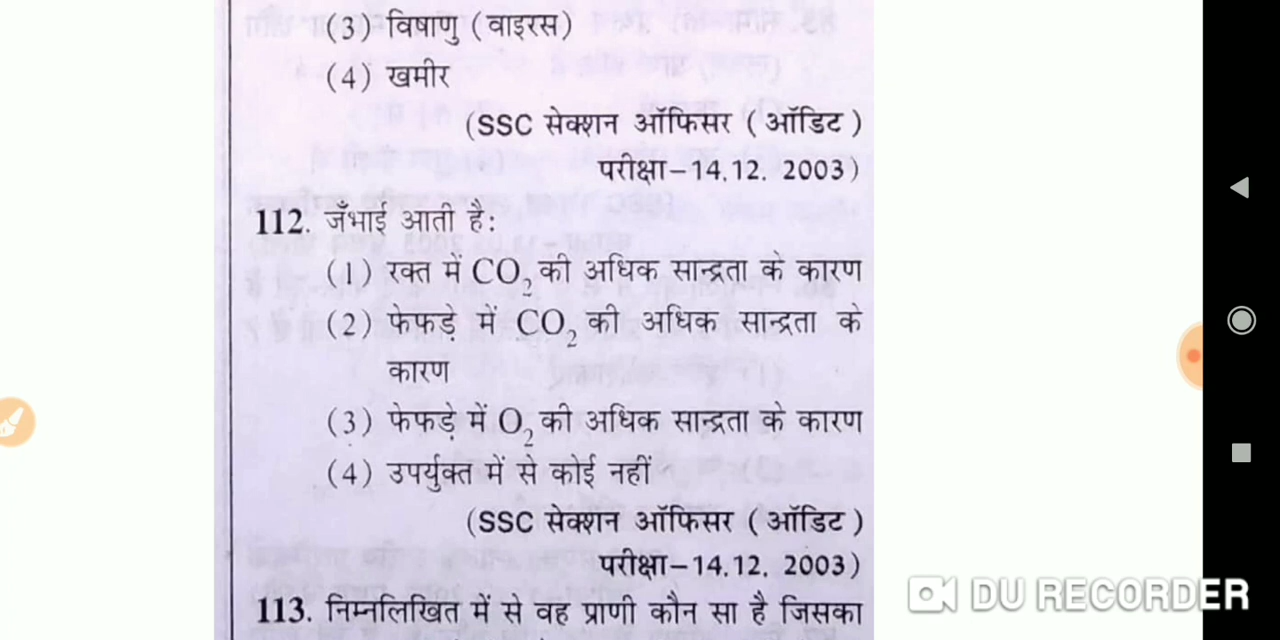 (3) विषाणु (वाइरस)
(4) खमीर
(SSC सेक्शन ऑफिसर (ऑडिट)
परीक्षा–14.12. 2003)
112. जँभाई आती है:
(1) रक्त में CO₂ की अधिक सान्द्रता के कारण
(2) फेफड़े में CO₂ की अधिक सान्द्रता के
कारण
(3) फेफड़े में O₂ की अधिक सान्द्रता के कारण
(4) उपर्युक्त में से कोई नहीं
(SSC सेक्शन ऑफिसर (ऑडिट)
परीक्षा–14.12. 2003)
113. निम्नलिखित में से वह प्राणी कौन सा है जिसका
DU RECORDER